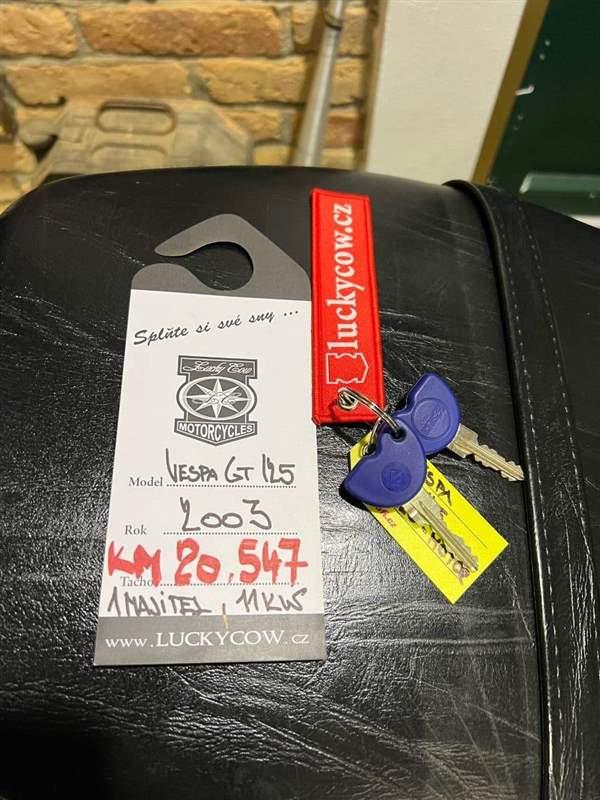 Splňte si své sny ...
Lucky Cow
MOTORCYCLES
Model VESPA GT 125
Rok 2003
KM 20.547
Tacho
1 MAJITEL, 11 KW
www.LUCKYCOW.cz
luckycow.cz